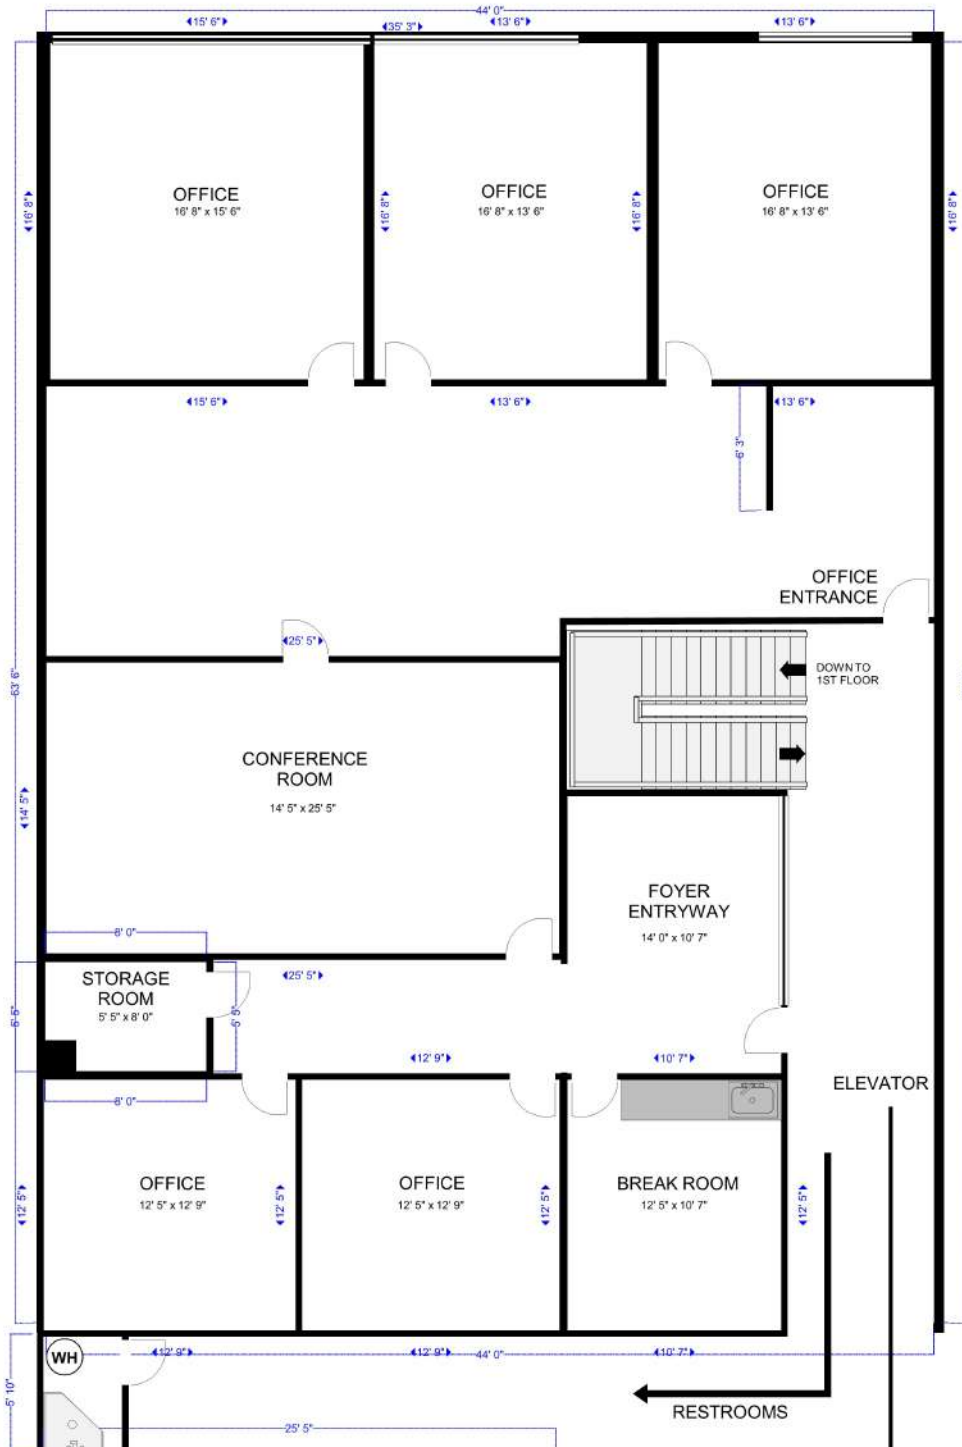 44' 0"
15' 6"
35' 3"
13' 6"
13' 6"
16' 8"
16' 8"
16' 8"
16' 8"
OFFICE
16' 8" x 15' 6"
OFFICE
16' 8" x 13' 6"
OFFICE
16' 8" x 13' 6"
15' 6"
13' 6"
13' 6"
6' 3"
OFFICE
ENTRANCE
25' 5"
63' 6"
DOWN TO
1ST FLOOR
CONFERENCE
ROOM
14' 5" x 25' 5"
14' 5"
FOYER
ENTRYWAY
14' 0" x 10' 7"
8' 0"
STORAGE
ROOM
5' 5" x 8' 0"
5' 5"
5' 5"
25' 5"
12' 9"
10' 7"
ELEVATOR
8' 0"
OFFICE
12' 5" x 12' 9"
OFFICE
12' 5" x 12' 9"
BREAK ROOM
12' 5" x 10' 7"
12' 5"
12' 5"
12' 5"
12' 5"
WH
12' 9"
12' 9"
44' 0"
10' 7"
5' 10"
RESTROOMS
25' 5"